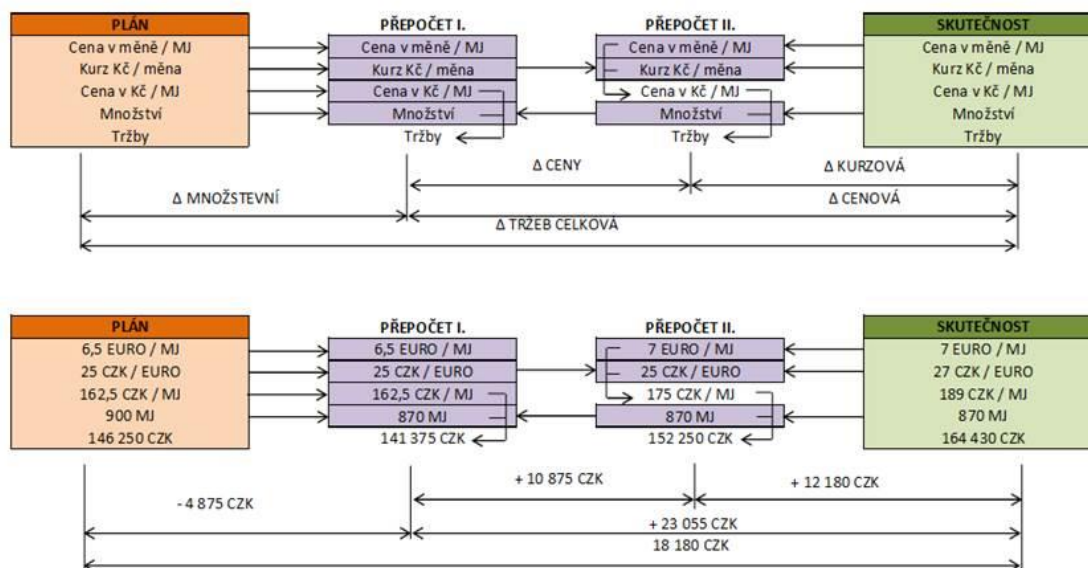 PLÁN PŘEPOČET I. PŘEPOČET II. SKUTEČNOST
Cena v měně / MJ Cena v měně / MJ Cena v měně / MJ Cena v měně / MJ
Kurz Kč / měna Kurz Kč / měna Kurz Kč / měna Kurz Kč / měna
Cena v Kč / MJ Cena v Kč / MJ Cena v Kč / MJ Cena v Kč / MJ
Množství Množství Množství Množství
Tržby Tržby Tržby Tržby
Δ CENY Δ KURZOVÁ
Δ MNOŽSTEVNÍ Δ CENOVÁ
Δ TRŽEB CELKOVÁ
PLÁN PŘEPOČET I. PŘEPOČET II. SKUTEČNOST
6,5 EURO / MJ 6,5 EURO / MJ 7 EURO / MJ 7 EURO / MJ
25 CZK / EURO 25 CZK / EURO 25 CZK / EURO 27 CZK / EURO
162,5 CZK / MJ 162,5 CZK / MJ 175 CZK / MJ 189 CZK / MJ
900 MJ 870 MJ 870 MJ 870 MJ
146 250 CZK 141 375 CZK 152 250 CZK 164 430 CZK
+ 10 875 CZK + 12 180 CZK
- 4 875 CZK
+ 23 055 CZK
18 180 CZK